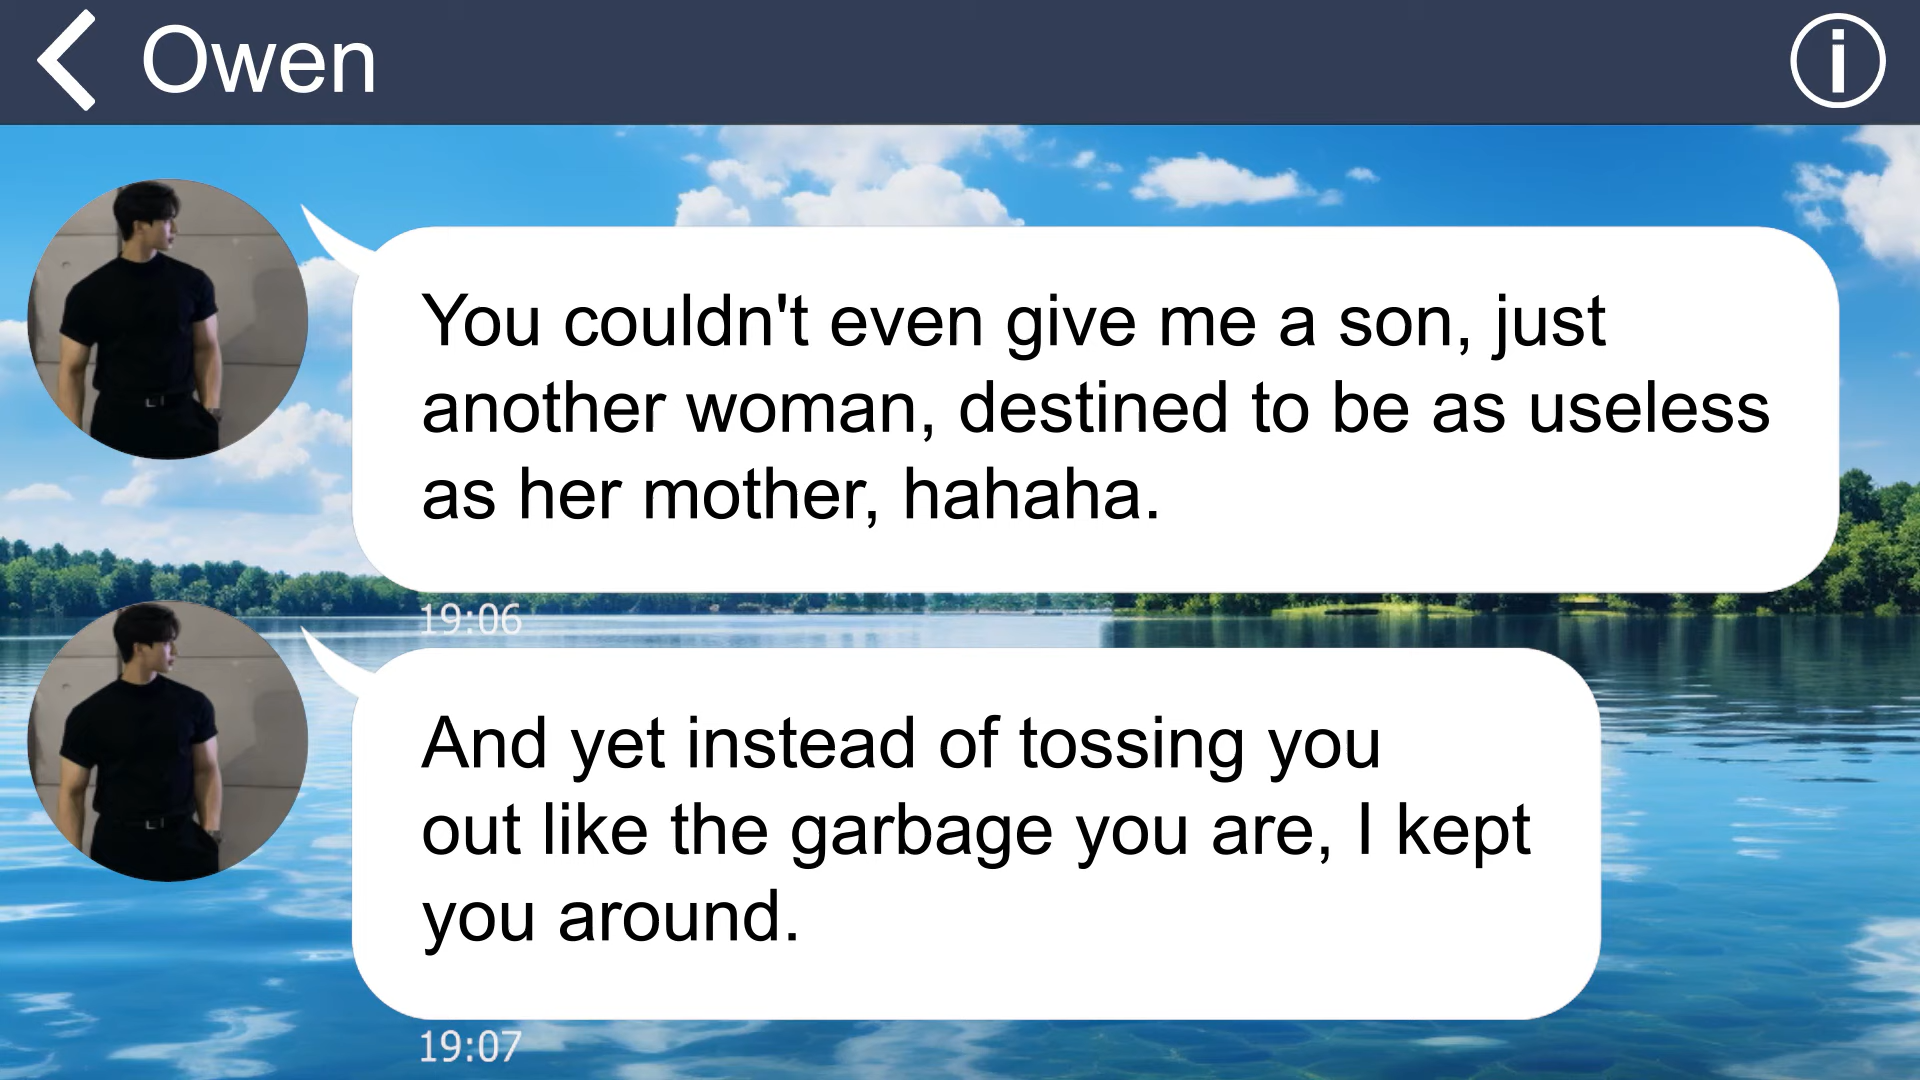 Owen
You couldn't even give me a son, just
another woman, destined to be as useless
as her mother, hahaha.
19:06
And yet instead of tossing you
out like the garbage you are, I kept
you around.
19:07